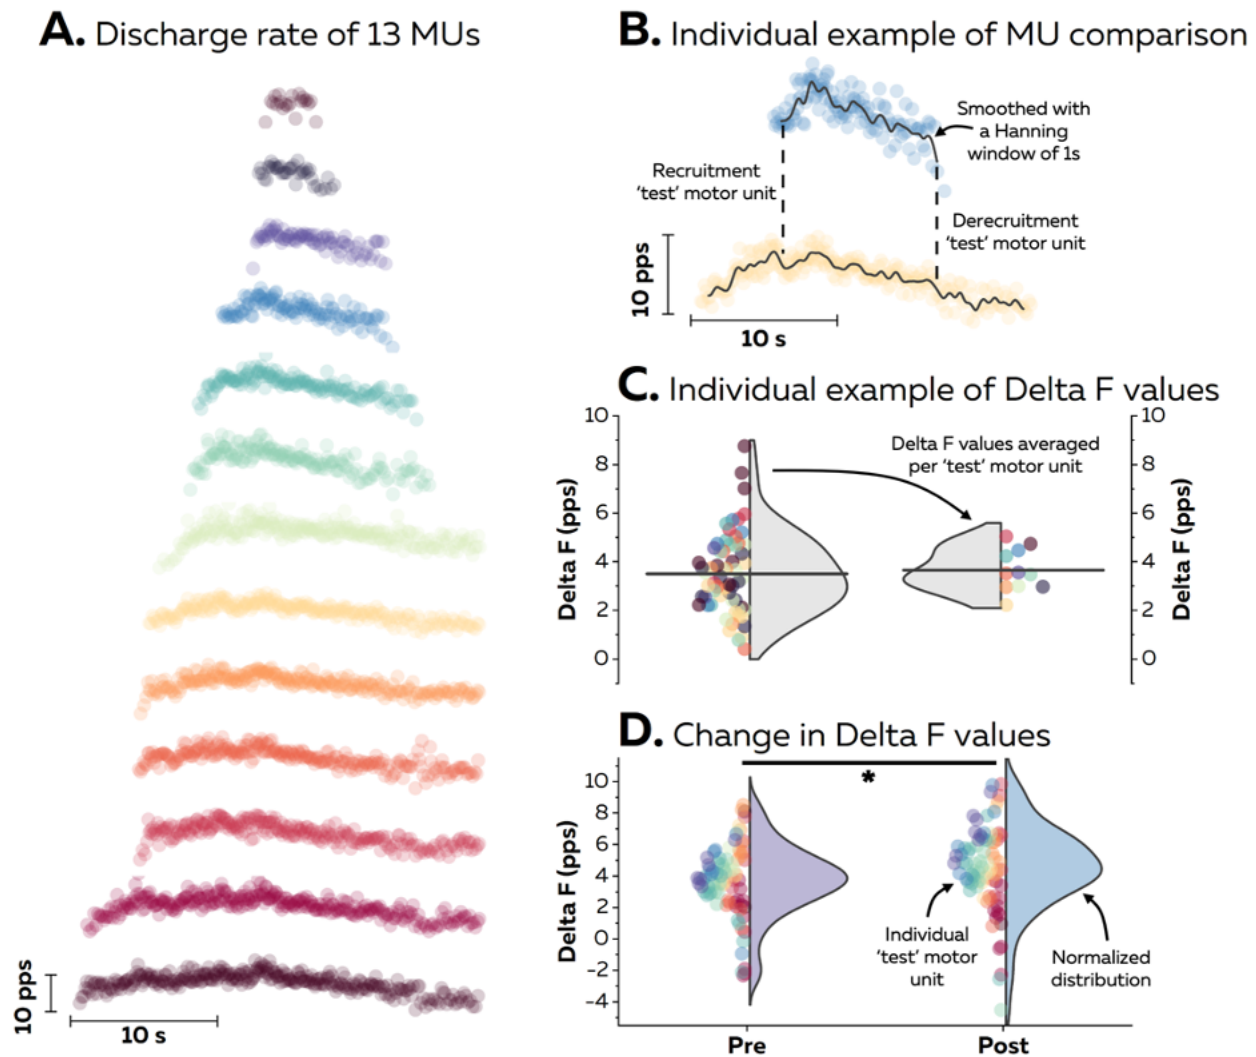 A. Discharge rate of 13 MUs
10 pps
10 s
B. Individual example of MU comparison
Smoothed with
a Hanning
window of 1s
Recruitment
‘test’ motor unit
Derecruitment
‘test’ motor unit
10 pps
10 s
C. Individual example of Delta F values
Delta F (pps)
10
8
6
4
2
0
Delta F values averaged
per ‘test’ motor unit
10
8
6
4
2
0
Delta F (pps)
D. Change in Delta F values
*
Delta F (pps)
10
8
6
4
2
0
-2
-4
Individual
‘test’ motor
unit
Normalized
distribution
Pre
Post